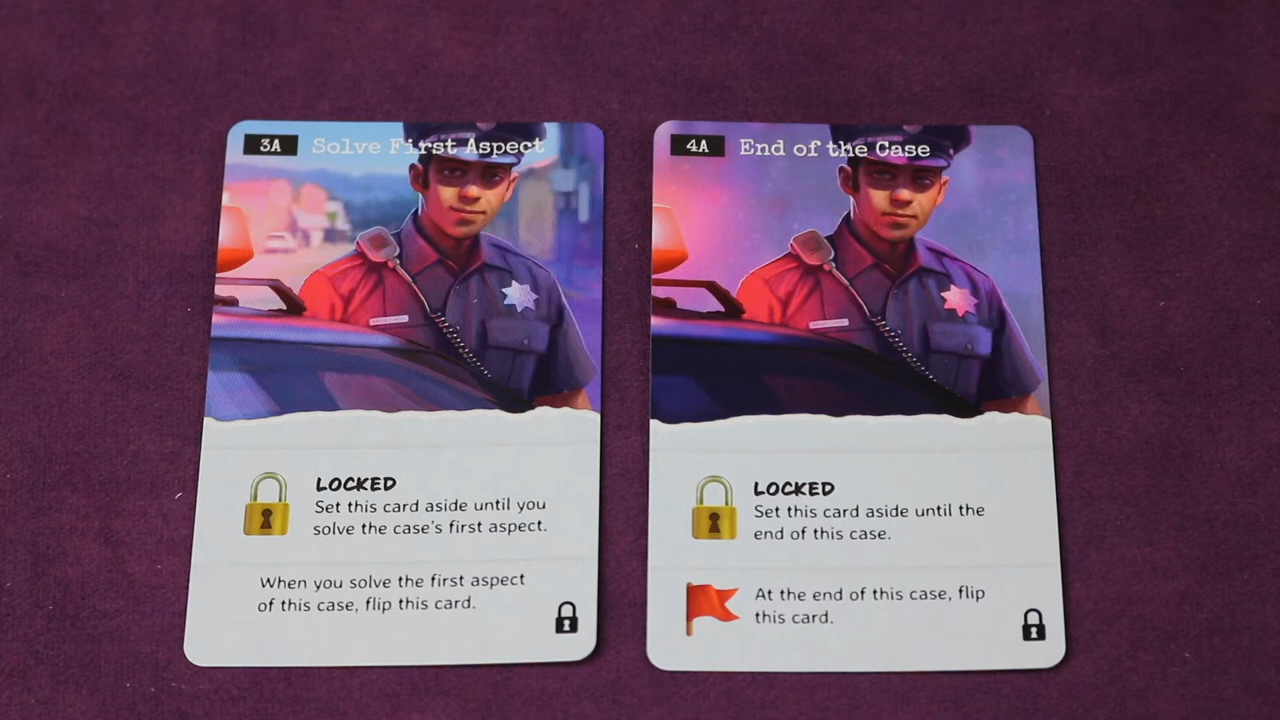 3A Solve First Aspect
LOCKED
Set this card aside until you
solve the case's first aspect.
When you solve the first aspect
of this case, flip this card.
4A End of the Case
LOCKED
Set this card aside until the
end of this case.
At the end of this case, flip
this card.